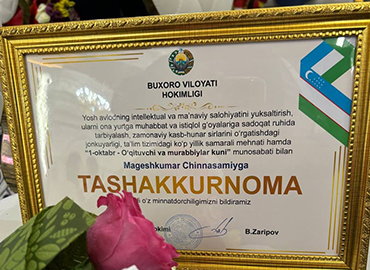 BUXORO VILOYATI
HOKIMLIGI
Yosh avlodning intellektual va ma'naviy salohiyatini yuksaltirish,
ularni ona yurtga muhabbat va istiqlol g'oyalariga sadoqat ruhida
tarbiyalash, zamonaviy kasb-hunar sirlarini o'rgatishdagi
jonkuyarligi, ta'lim tizimidagi ko'p yillik samarali mehnati hamda
"1-oktabr - O'qituvchi va murabbiylar kuni" munosabati bilan
Mageshkumar Chinnasamiyga
TASHAKKURNOMA
o'z minnatdorchiligimizni bildiramiz
B.Zaripov